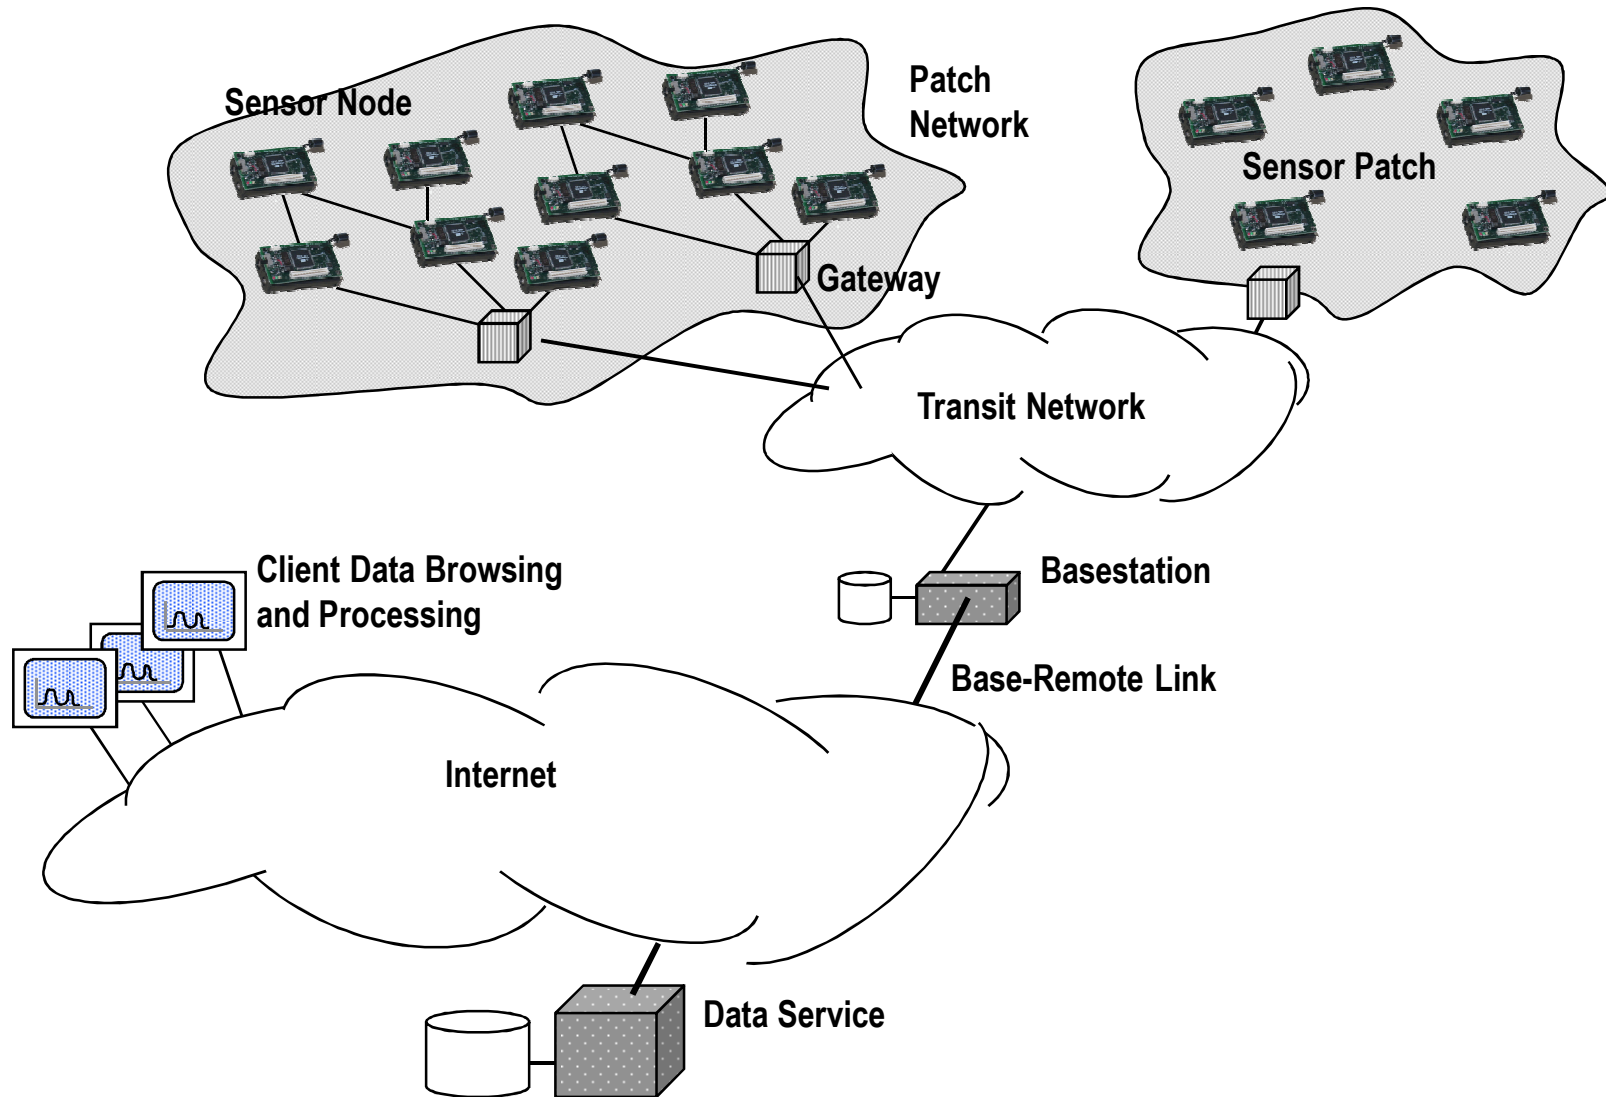 Patch
Network
Sensor Node
Sensor Patch
Gateway
Transit Network
Client Data Browsing
and Processing
Basestation
Base-Remote Link
Internet
Data Service